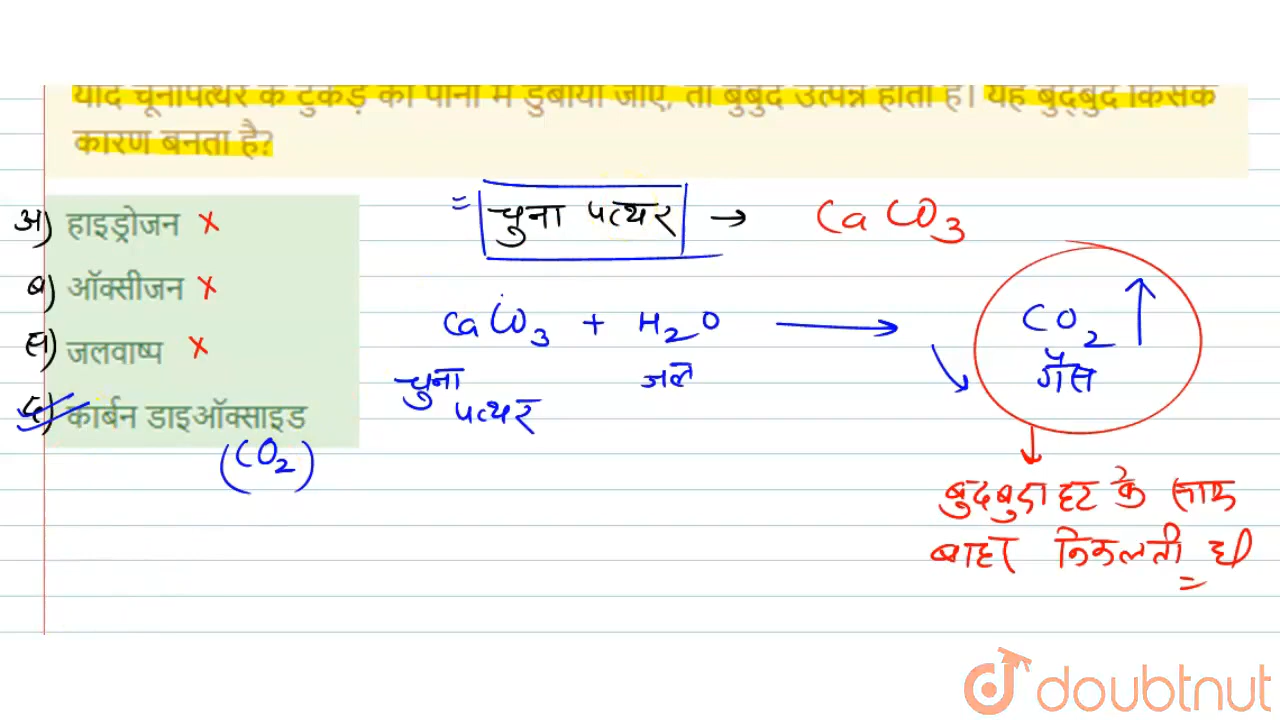 यदि चूनापत्थर के टुकड़े को पानी में डुबाया जाए, तो बुबुद उत्पन्न होता है। यह बुद्बुद किसके
कारण बनता है?
= चुना पत्थर → CaCO3
अ) हाइड्रोजन x
ब) ऑक्सीजन x
CaCO3 + H2O → CO2 ↑
स) जलवाष्प x
चुना पत्थर
जल
गैस
द) कार्बन डाइऑक्साइड
(CO2)
बुदबुदाहट के साथ
बाहर निकलती है
doubtnut